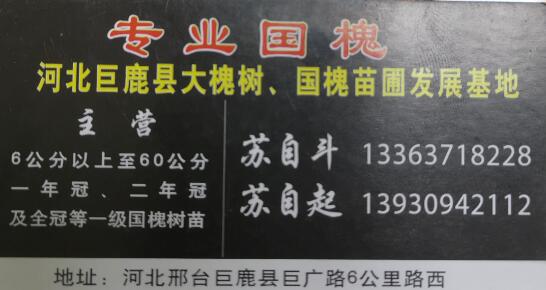 专业国槐
河北巨鹿县大槐树、国槐苗圃发展基地
主营
6公分以上至60公分
一年冠、二年冠
及全冠等一级国槐树苗
苏自斗 13363718228
苏自起 13930942112
地址：河北邢台巨鹿县巨广路6公里路西